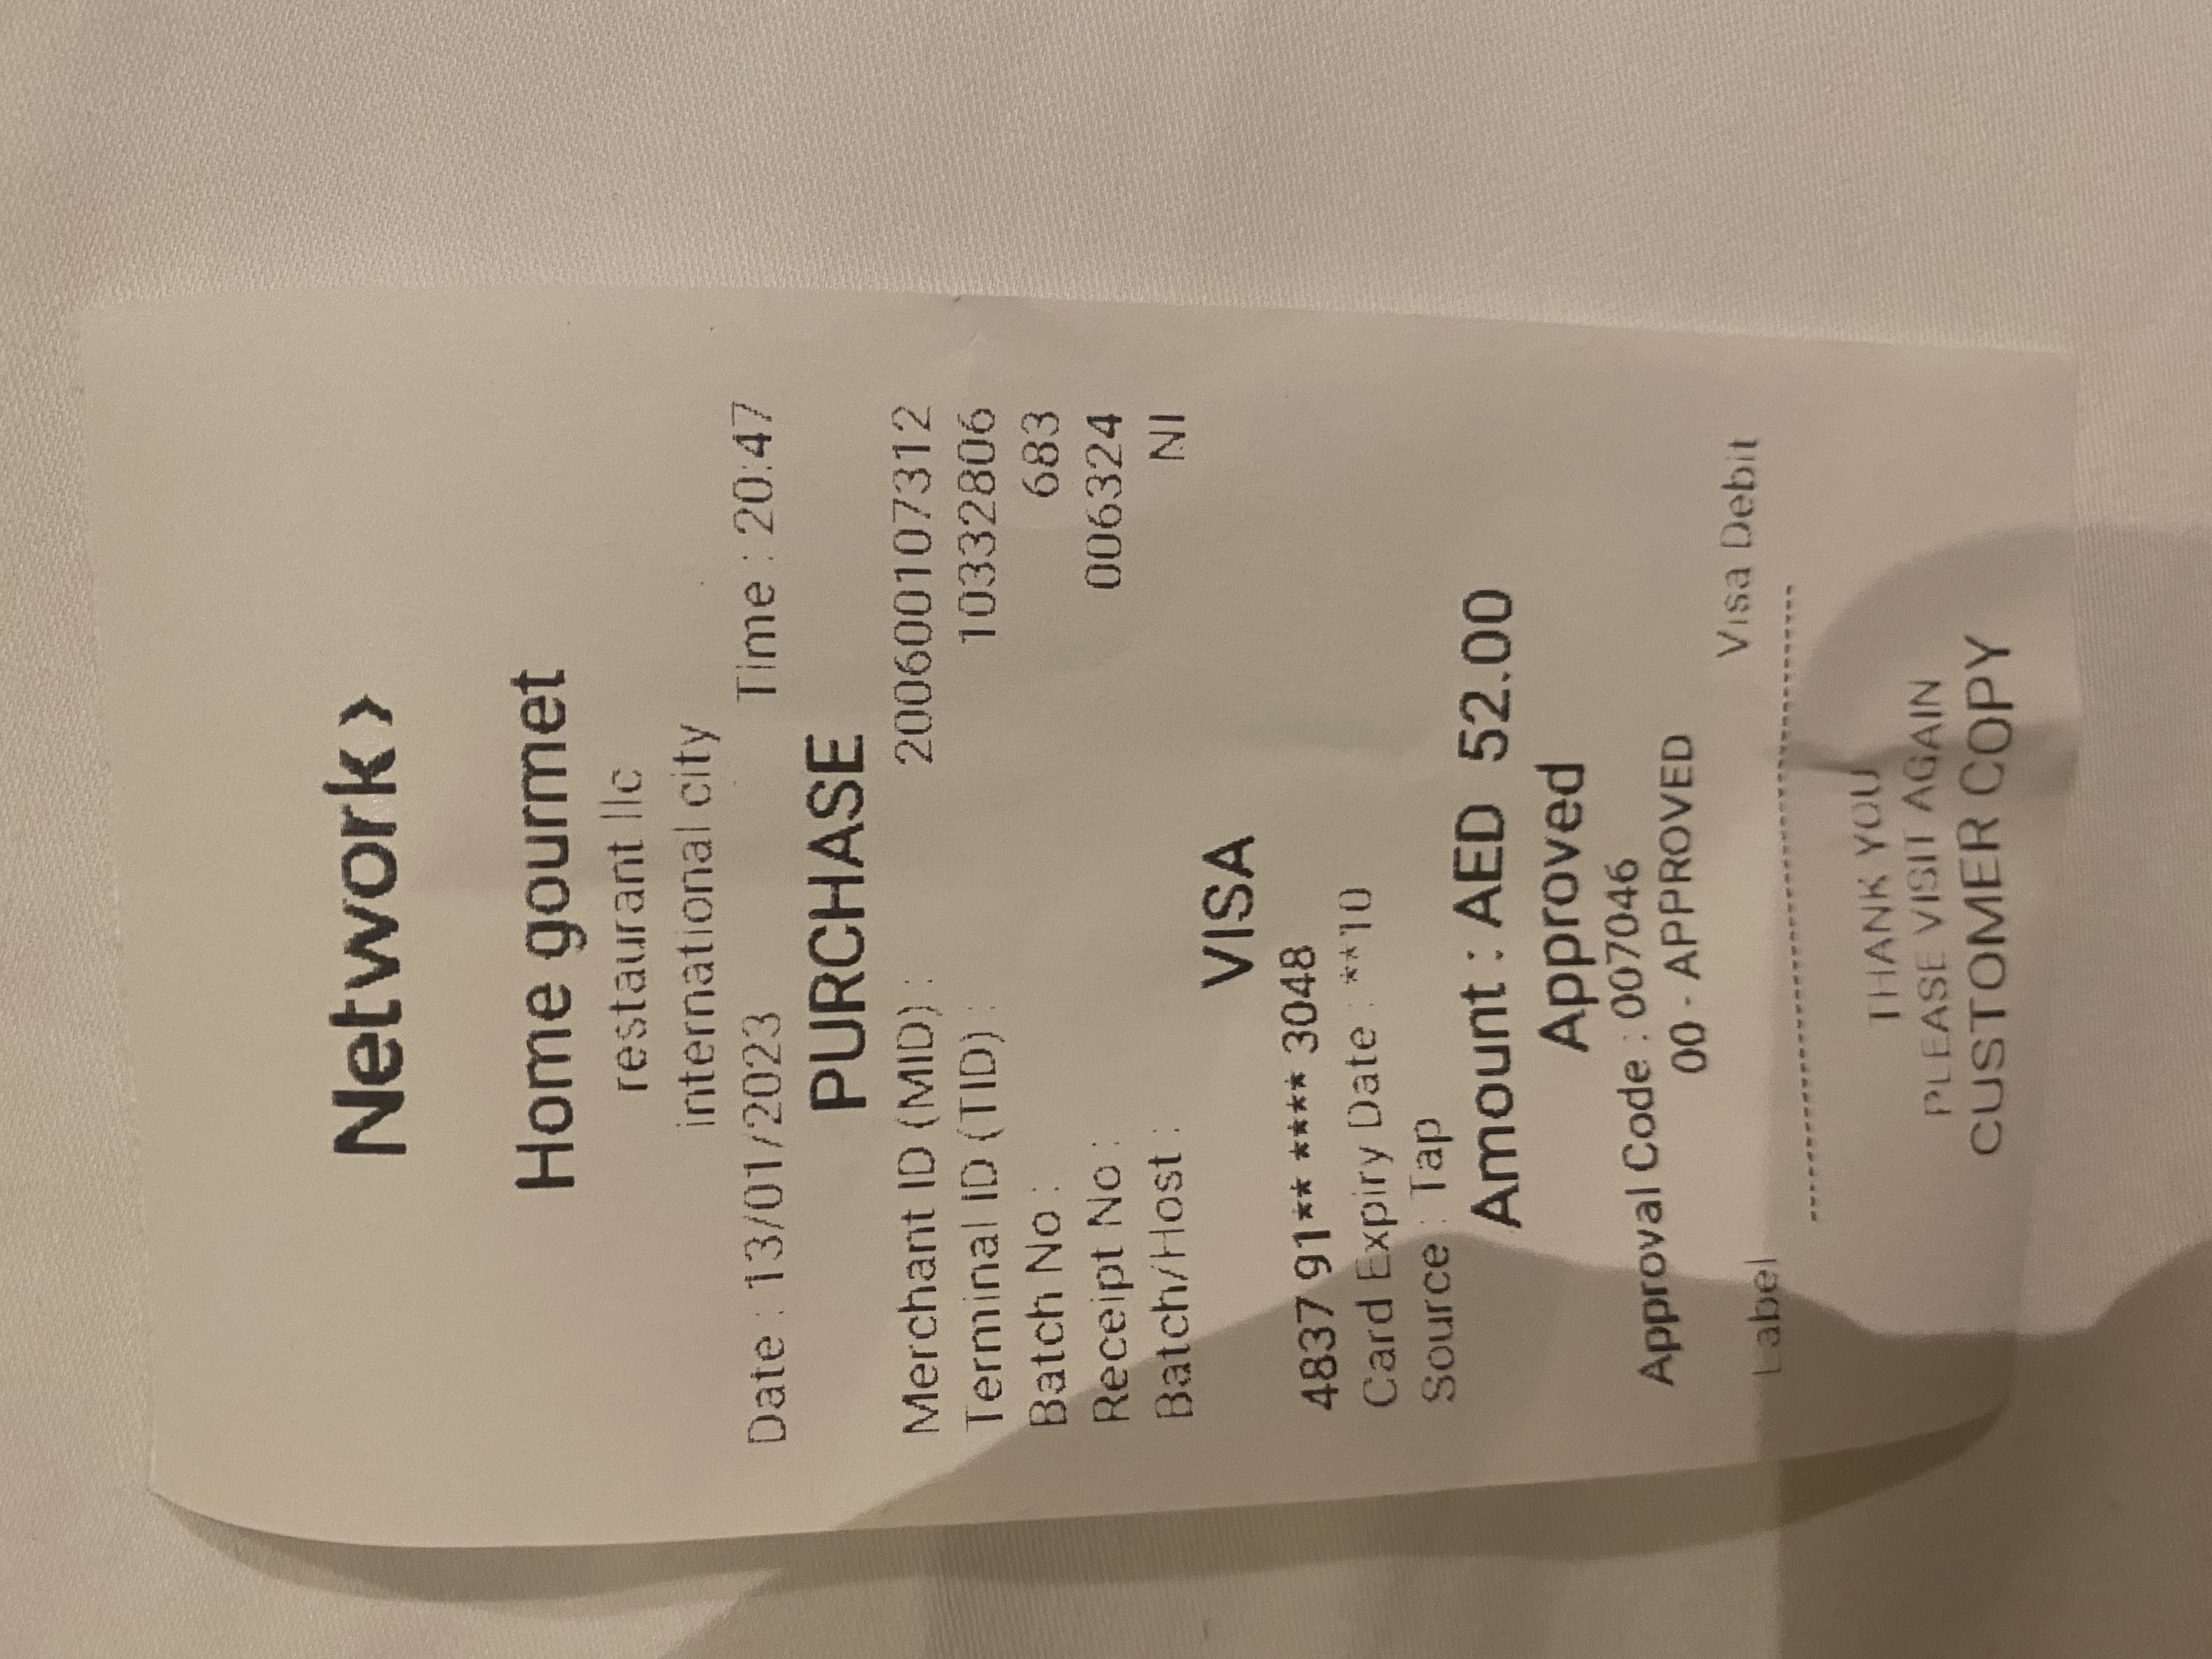 Network›
Home gourmet
restaurant llc
international city
Date : 13/01/2023 Time : 20:47
PURCHASE
Merchant ID (MID) : 200600107312
Terminal ID (TID) : 10332806
Batch No : 683
Receipt No : 006324
Batch/Host : NI
VISA
4837 91** **** 3048
Card Expiry Date : **10
Source : Tap
Amount : AED 52.00
Approved
Approval Code : 007046
00 - APPROVED
Label Visa Debit
THANK YOU
PLEASE VISIT AGAIN
CUSTOMER COPY